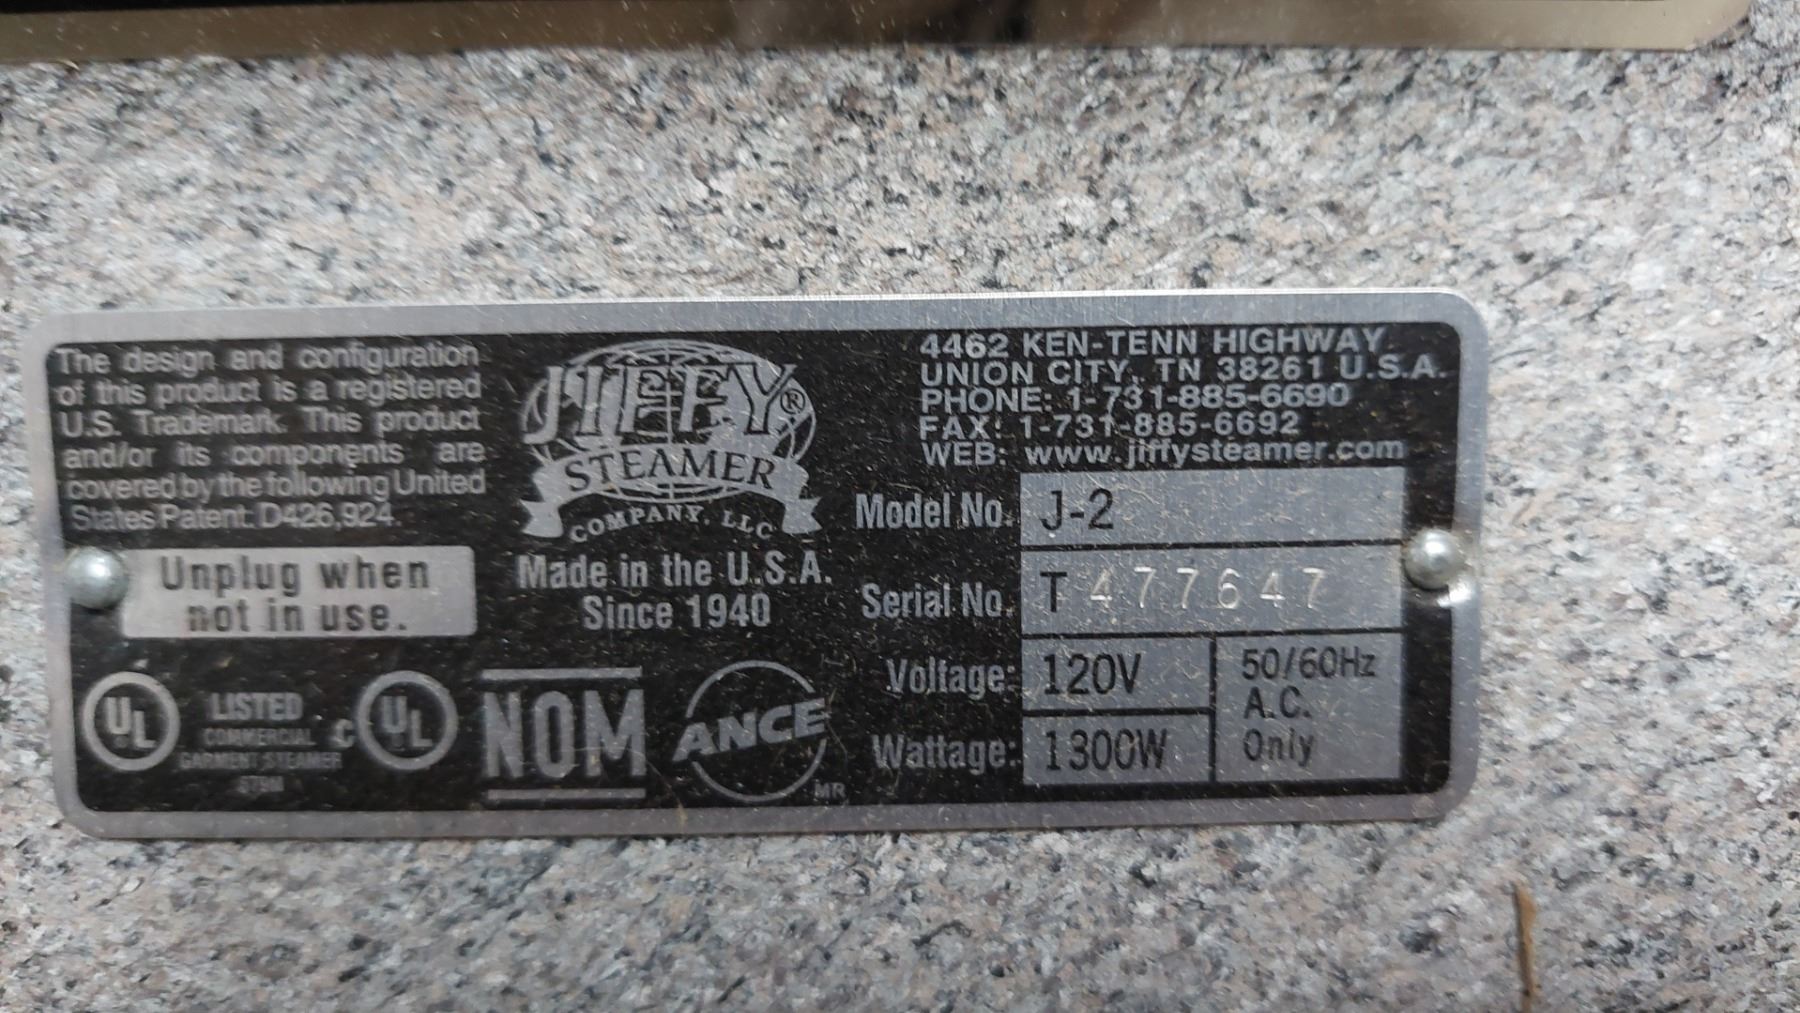 The design and configuration
of this product is a registered
U.S. Trademark. This product
and/or its components are
covered by the following United
States Patent: D426,924.
Unplug when
not in use.
UL
LISTED
COMMERCIAL
GARMENT STEAMER
C UL
JIFFY®
STEAMER
COMPANY, LLC
Made in the U.S.A.
Since 1940
NOM
ANCE
MR
4462 KEN-TENN HIGHWAY
UNION CITY, TN 38261 U.S.A.
PHONE: 1-731-885-6690
FAX: 1-731-885-6692
WEB: www.jiffysteamer.com
Model No. J-2
Serial No. T 477647
Voltage: 120V
Wattage: 1300W
50/60Hz
A.C.
Only